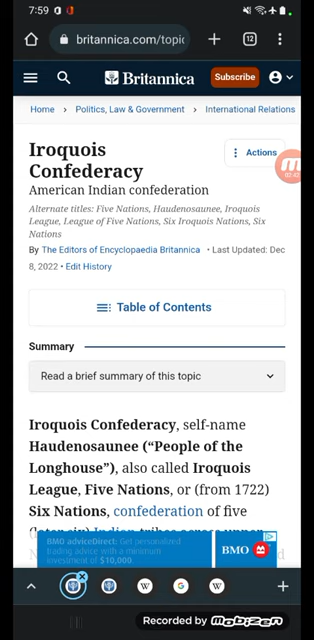 7:59
britannica.com/topic
12
Britannica
Subscribe
Home > Politics, Law & Government > International Relations
Iroquois
Confederacy
Actions
American Indian confederation
Alternate titles: Five Nations, Haudenosaunee, Iroquois
League, League of Five Nations, Six Iroquois Nations, Six
Nations
By The Editors of Encyclopaedia Britannica • Last Updated: Dec
8, 2022 • Edit History
Table of Contents
Summary
Read a brief summary of this topic
Iroquois Confederacy, self-name
Haudenosaunee (“People of the
Longhouse”), also called Iroquois
League, Five Nations, or (from 1722)
Six Nations, confederation of five
(later six) Indian tribes across upper
BMO adviceDirect: Get personalized
trading advice with a minimum
investment of $10,000
BMO
W
G
W
Recorded by mobizen